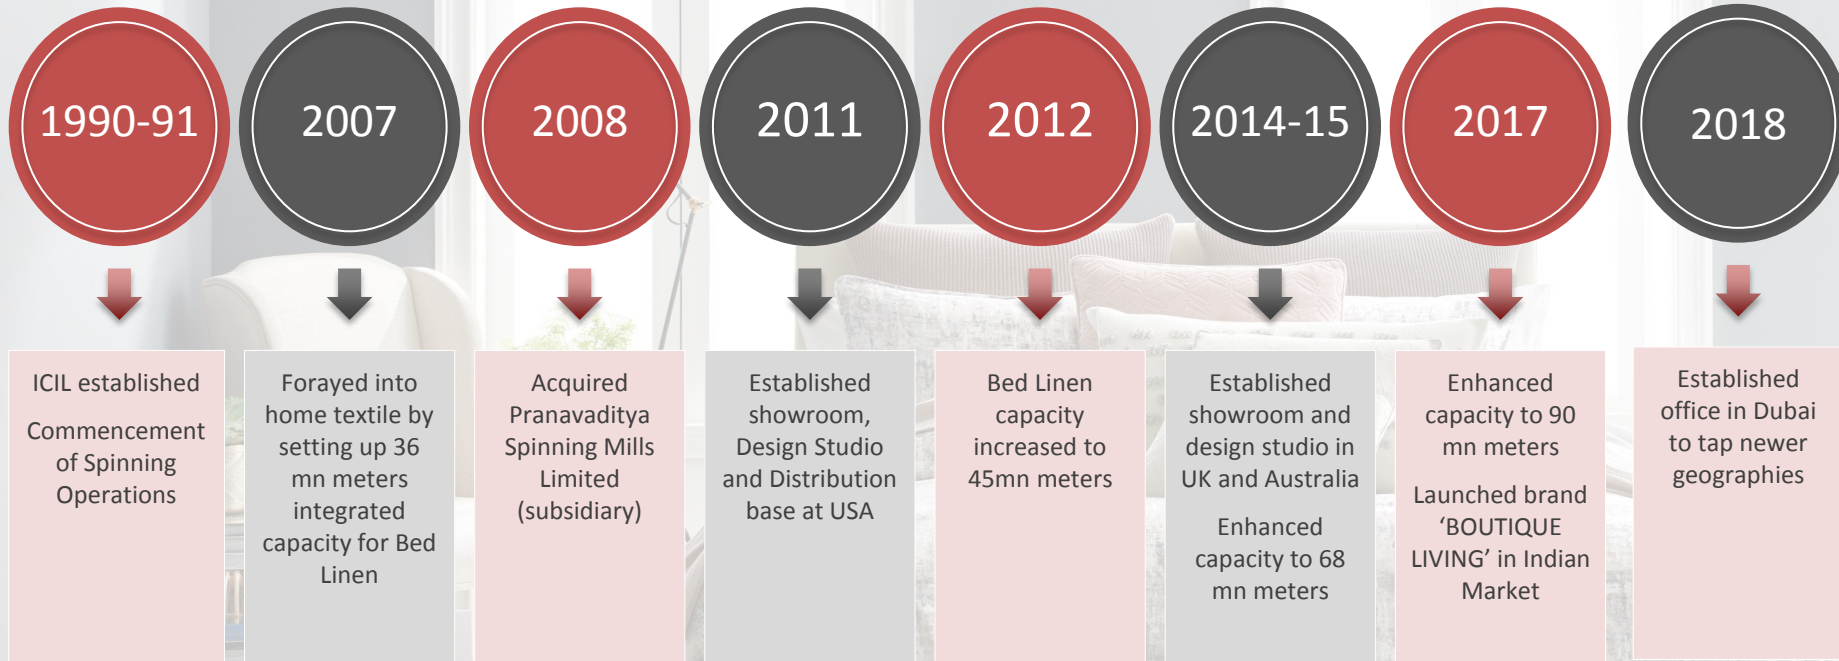 1990-91
2007
2008
2011
2012
2014-15
2017
2018
ICIL established
Commencement
of Spinning
Operations
Forayed into
home textile by
setting up 36
mn meters
integrated
capacity for Bed
Linen
Acquired
Pranavaditya
Spinning Mills
Limited
(subsidiary)
Established
showroom,
Design Studio
and Distribution
base at USA
Bed Linen
capacity
increased to
45mn meters
Established
showroom and
design studio in
UK and Australia
Enhanced
capacity to 68
mn meters
Enhanced
capacity to 90
mn meters
Launched brand
‘BOUTIQUE
LIVING’ in Indian
Market
Established
office in Dubai
to tap newer
geographies